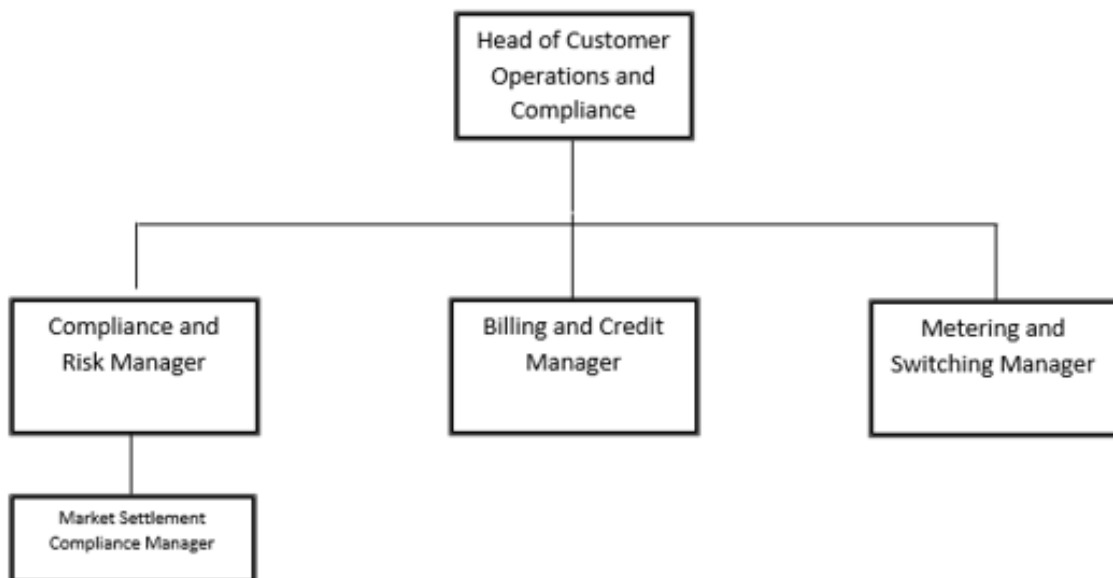 Head of Customer
Operations and
Compliance
Compliance and
Risk Manager
Billing and Credit
Manager
Metering and
Switching Manager
Market Settlement
Compliance Manager